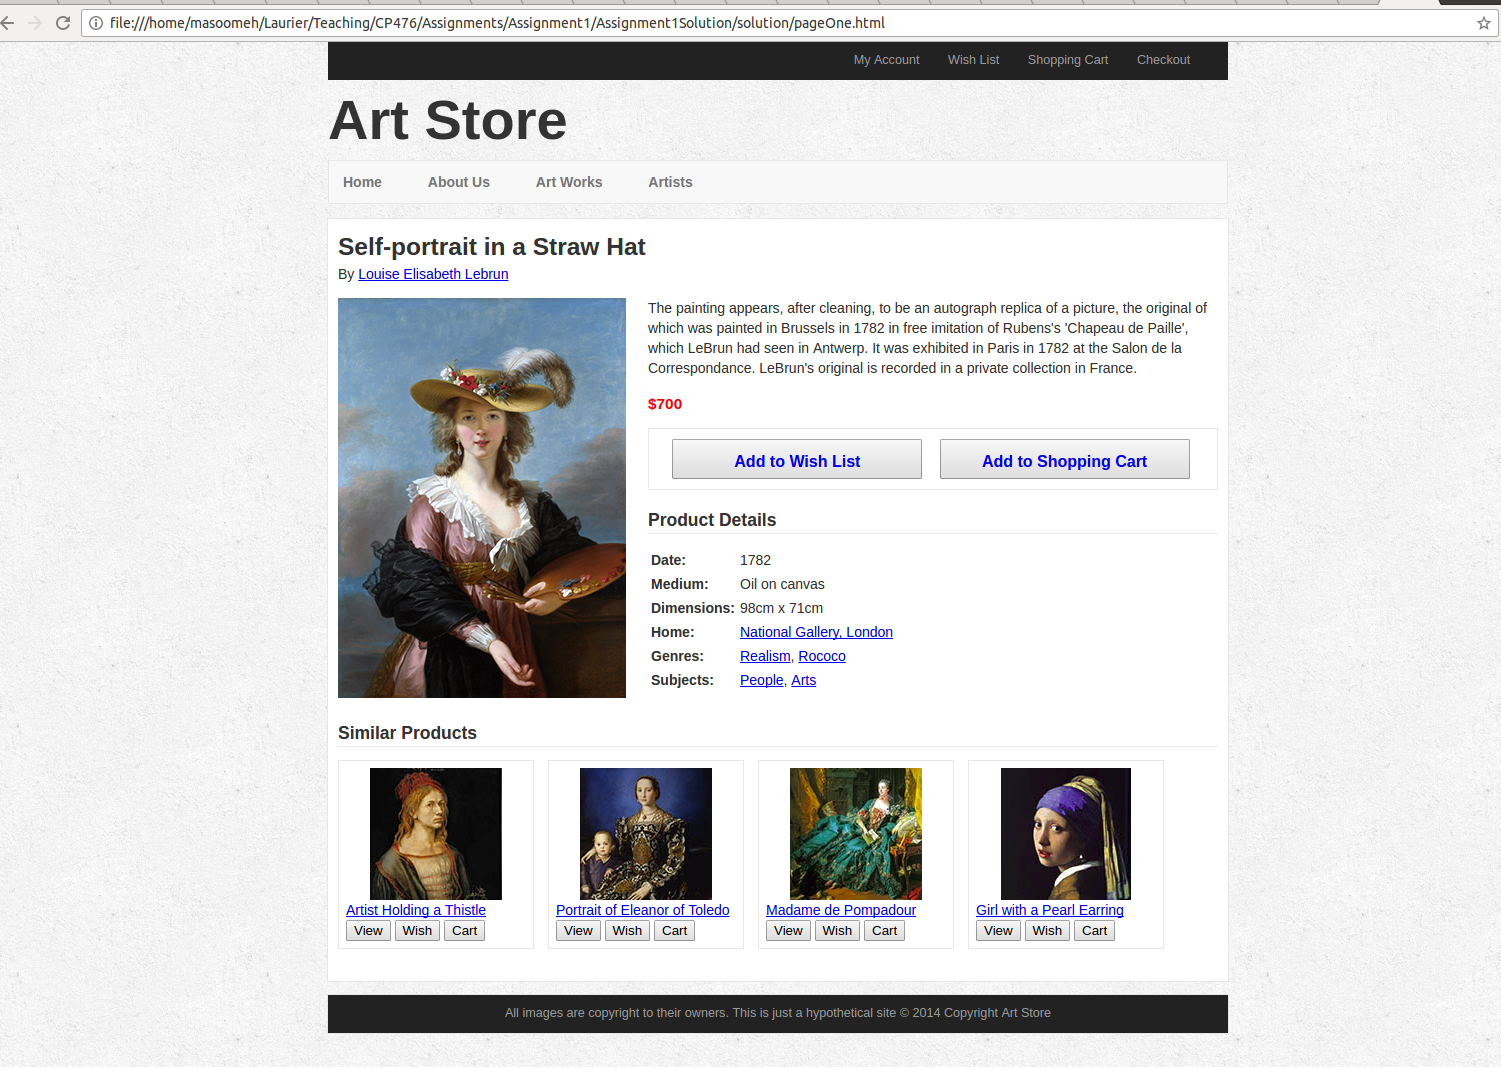 file:///home/masoomeh/Laurier/Teaching/CP476/Assignments/Assignment1/Assignment1Solution/solution/pageOne.html
My Account Wish List Shopping Cart Checkout
Art Store
Home About Us Art Works Artists
Self-portrait in a Straw Hat
By Louise Elisabeth Lebrun
The painting appears, after cleaning, to be an autograph replica of a picture, the original of
which was painted in Brussels in 1782 in free imitation of Rubens's 'Chapeau de Paille',
which LeBrun had seen in Antwerp. It was exhibited in Paris in 1782 at the Salon de la
Correspondance. LeBrun's original is recorded in a private collection in France.
$700
Add to Wish List Add to Shopping Cart
Product Details
Date: 1782
Medium: Oil on canvas
Dimensions: 98cm x 71cm
Home: National Gallery, London
Genres: Realism, Rococo
Subjects: People, Arts
Similar Products
Artist Holding a Thistle Portrait of Eleanor of Toledo Madame de Pompadour Girl with a Pearl Earring
View Wish Cart View Wish Cart View Wish Cart View Wish Cart
All images are copyright to their owners. This is just a hypothetical site © 2014 Copyright Art Store